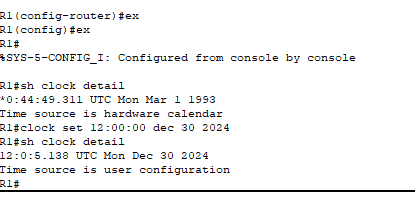 R1(config-router)#ex
R1(config)#ex
R1#
%SYS-5-CONFIG_I: Configured from console by console
R1#sh clock detail
*0:44:49.311 UTC Mon Mar 1 1993
Time source is hardware calendar
R1#clock set 12:00:00 dec 30 2024
R1#sh clock detail
12:0:5.138 UTC Mon Dec 30 2024
Time source is user configuration
R1#